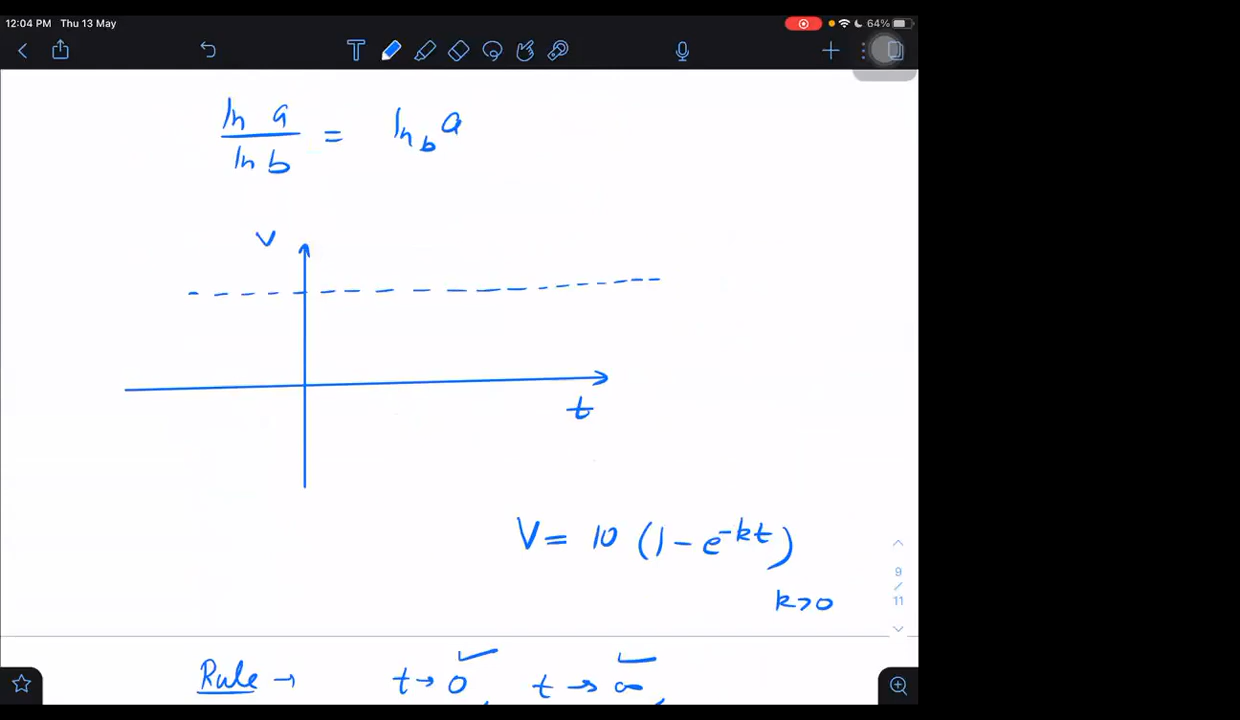 12:04 PM Thu 13 May
64%
T
ln a
ln b
= ln_b a
V
t
V = 10 (1 - e^-kt)
k>0
9
/
11
Rule → t → 0 t → ∞